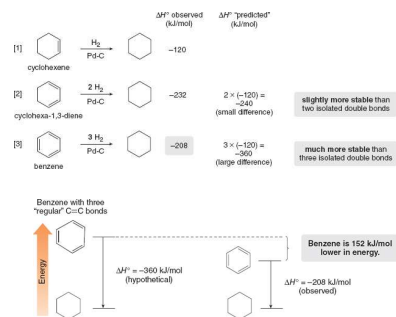 ΔH° observed ΔH° "predicted"
(kJ/mol) (kJ/mol)
[1] H₂ –120
Pd-C
cyclohexene
[2] 2 H₂ –232 2 × (–120) =
Pd-C –240
(small difference)
slightly more stable than
two isolated double bonds
cyclohexa-1,3-diene
[3] 3 H₂ –208 3 × (–120) =
Pd-C –360
(large difference)
much more stable than
three isolated double bonds
benzene
Benzene with three
"regular" C=C bonds
Energy
Benzene is 152 kJ/mol
lower in energy.
ΔH° = –360 kJ/mol
(hypothetical)
ΔH° = –208 kJ/mol
(observed)